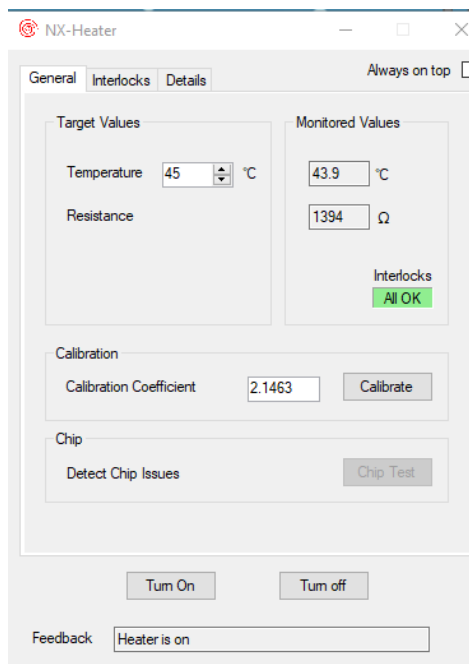 NX-Heater
General Interlocks Details Always on top
Target Values Monitored Values
Temperature 45 °C 43.9 °C
Resistance 1394 Ω
Interlocks
All OK
Calibration
Calibration Coefficient 2.1463 Calibrate
Chip
Detect Chip Issues Chip Test
Turn On Turn off
Feedback Heater is on